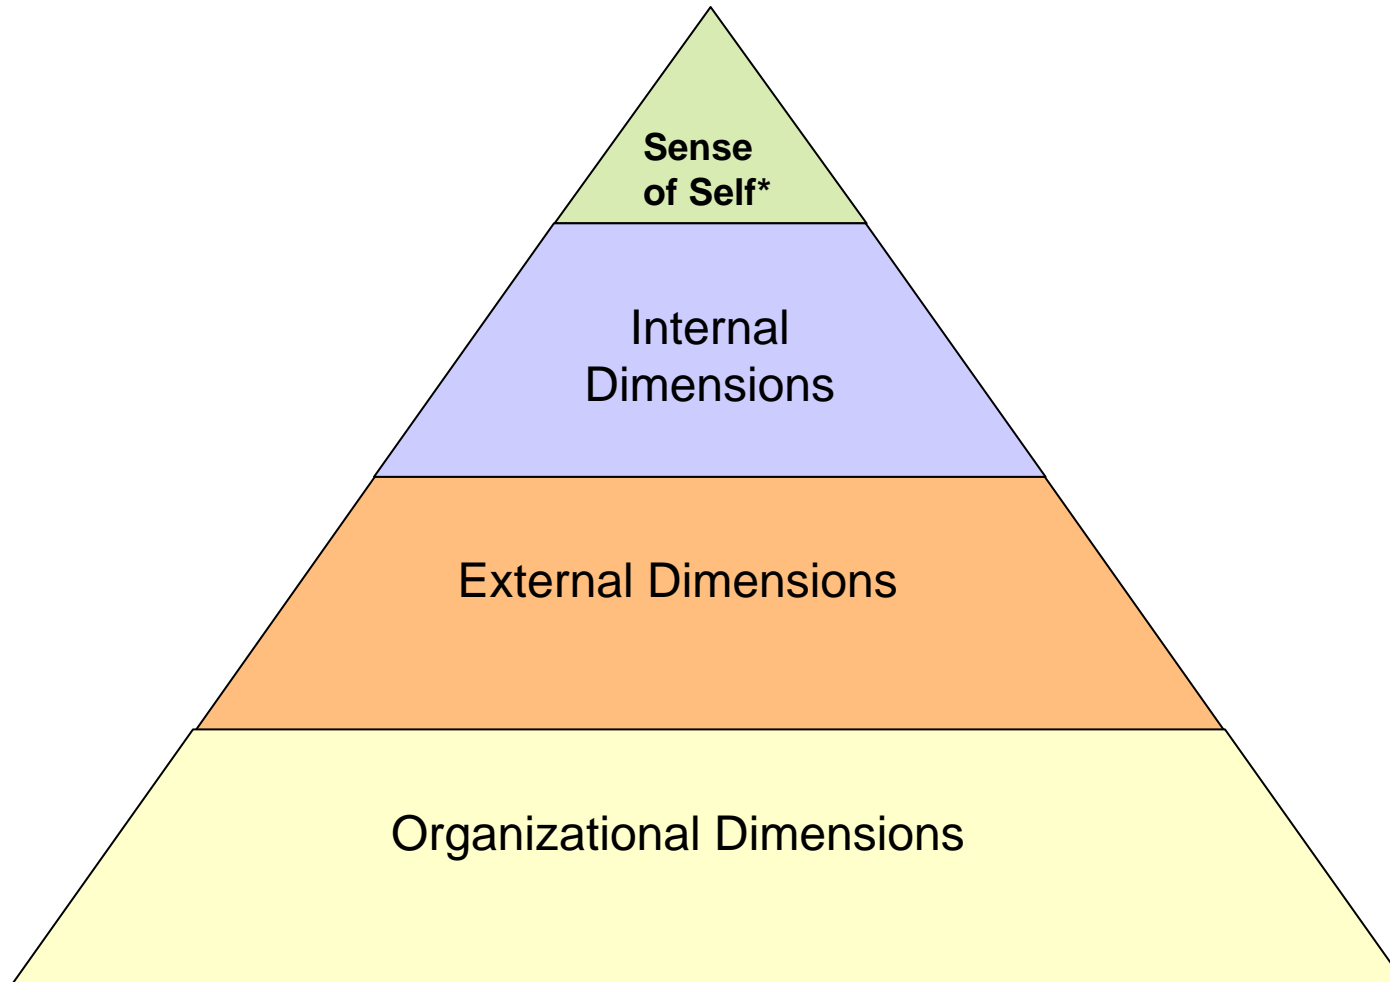 Sense
of Self*
Internal
Dimensions
External Dimensions
Organizational Dimensions